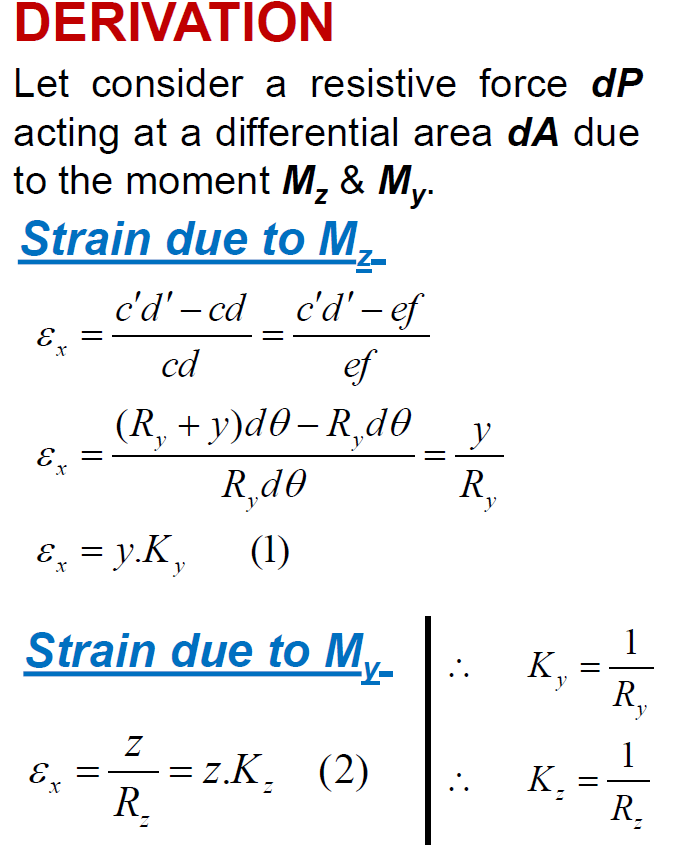 DERIVATION
Let consider a resistive force dP
acting at a differential area dA due
to the moment M_z & M_y.
Strain due to M_z
ε_x = (c'd' − cd)/(cd) = (c'd' − ef)/(ef)
ε_x = ((R_y + y)dθ − R_y dθ)/(R_y dθ) = y/R_y
ε_x = y.K_y (1)
Strain due to M_y
ε_x = z/R_z = z.K_z (2)
∴ K_y = 1/R_y
∴ K_z = 1/R_z